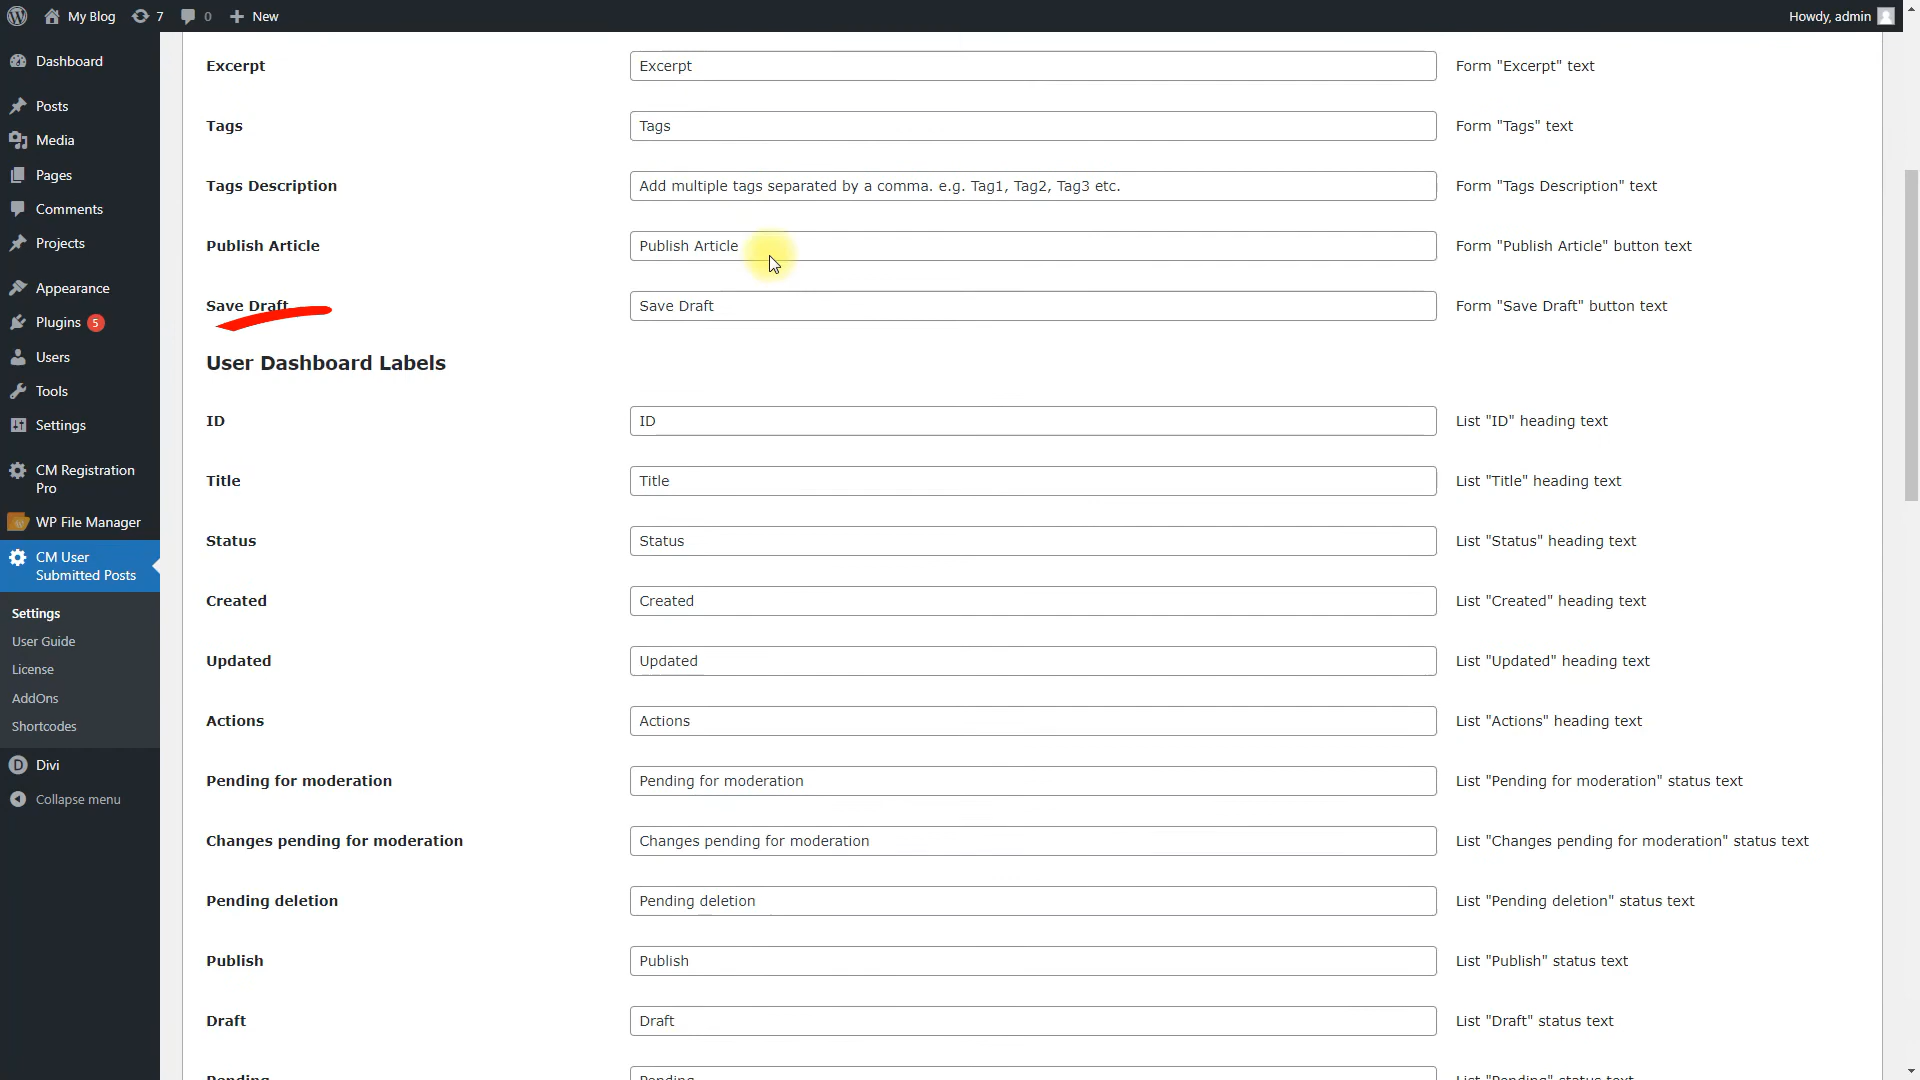 My Blog 7 0 New Howdy, admin
Dashboard
Posts
Media
Pages
Comments
Projects
Appearance
Plugins 5
Users
Tools
Settings
CM Registration
Pro
WP File Manager
CM User
Submitted Posts
Settings
User Guide
License
AddOns
Shortcodes
D Divi
Collapse menu
Excerpt Excerpt Form "Excerpt" text
Tags Tags Form "Tags" text
Tags Description Add multiple tags separated by a comma. e.g. Tag1, Tag2, Tag3 etc. Form "Tags Description" text
Publish Article Publish Article Form "Publish Article" button text
Save Draft Save Draft Form "Save Draft" button text
User Dashboard Labels
ID ID List "ID" heading text
Title Title List "Title" heading text
Status Status List "Status" heading text
Created Created List "Created" heading text
Updated Updated List "Updated" heading text
Actions Actions List "Actions" heading text
Pending for moderation Pending for moderation List "Pending for moderation" status text
Changes pending for moderation Changes pending for moderation List "Changes pending for moderation" status text
Pending deletion Pending deletion List "Pending deletion" status text
Publish Publish List "Publish" status text
Draft Draft List "Draft" status text
Pending Pending List "Pending" status text